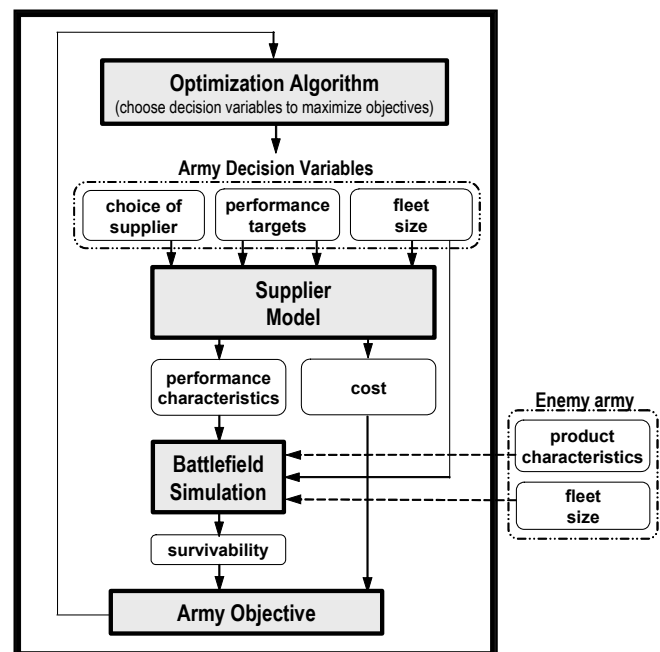 Optimization Algorithm
(choose decision variables to maximize objectives)
Army Decision Variables
choice of
supplier
performance
targets
fleet
size
Supplier
Model
performance
characteristics
cost
Enemy army
product
characteristics
fleet
size
Battlefield
Simulation
survivability
Army Objective